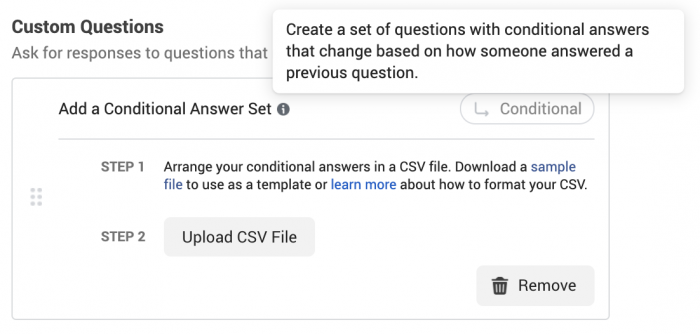 Custom Questions
Ask for responses to questions that
Create a set of questions with conditional answers
that change based on how someone answered a
previous question.
Add a Conditional Answer Set
Conditional
STEP 1
Arrange your conditional answers in a CSV file. Download a sample
file to use as a template or learn more about how to format your CSV.
STEP 2
Upload CSV File
Remove